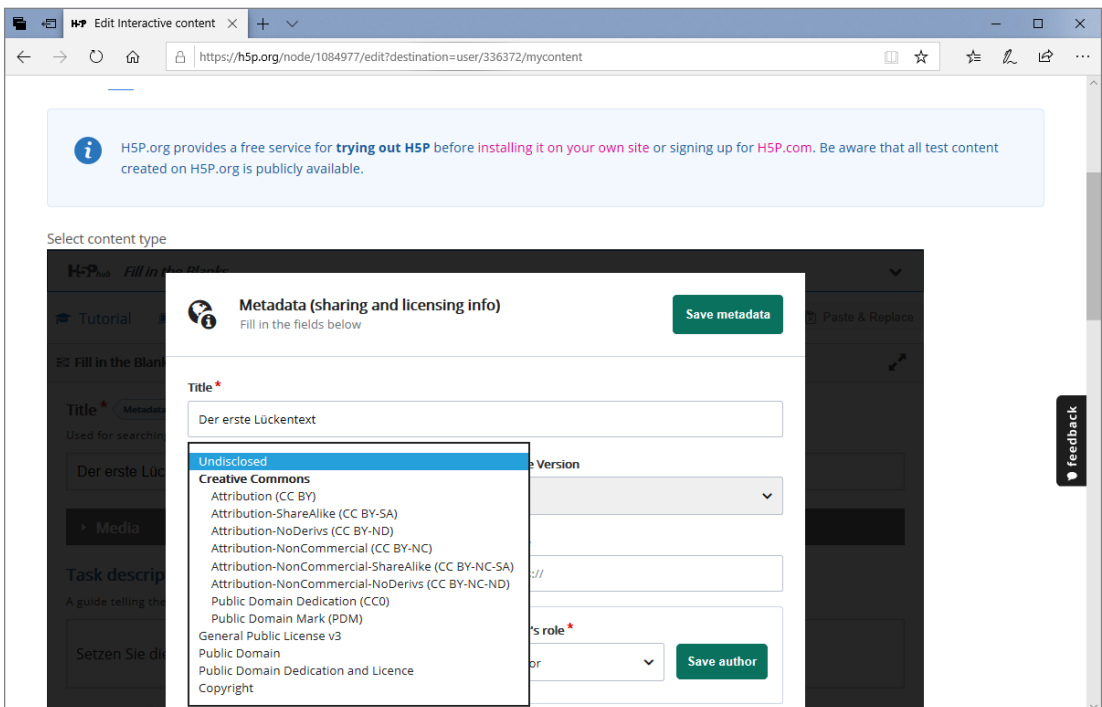 H-P Edit Interactive content
https://h5p.org/node/1084977/edit?destination=user/336372/mycontent
H5P.org provides a free service for trying out H5P before installing it on your own site or signing up for H5P.com. Be aware that all test content
created on H5P.org is publicly available.
Select content type
H5P hub Fill in the Blanks
Metadata (sharing and licensing info)
Save metadata
Fill in the fields below
Tutorial
Paste & Replace
Fill in the Blan
Title *
Title * Metadata
Der erste Lückentext
Used for searchin
Undisclosed
Version
Creative Commons
Der erste Lüc
Attribution (CC BY)
Attribution-ShareAlike (CC BY-SA)
Attribution-NoDerivs (CC BY-ND)
Media
Attribution-NonCommercial (CC BY-NC)
Attribution-NonCommercial-ShareAlike (CC BY-NC-SA)
://
Task descrip
Attribution-NonCommercial-NoDerivs (CC BY-NC-ND)
A guide telling the
Public Domain Dedication (CC0)
Public Domain Mark (PDM)
's role *
General Public License v3
Setzen Sie die
Public Domain
or
Save author
Public Domain Dedication and Licence
Copyright
feedback